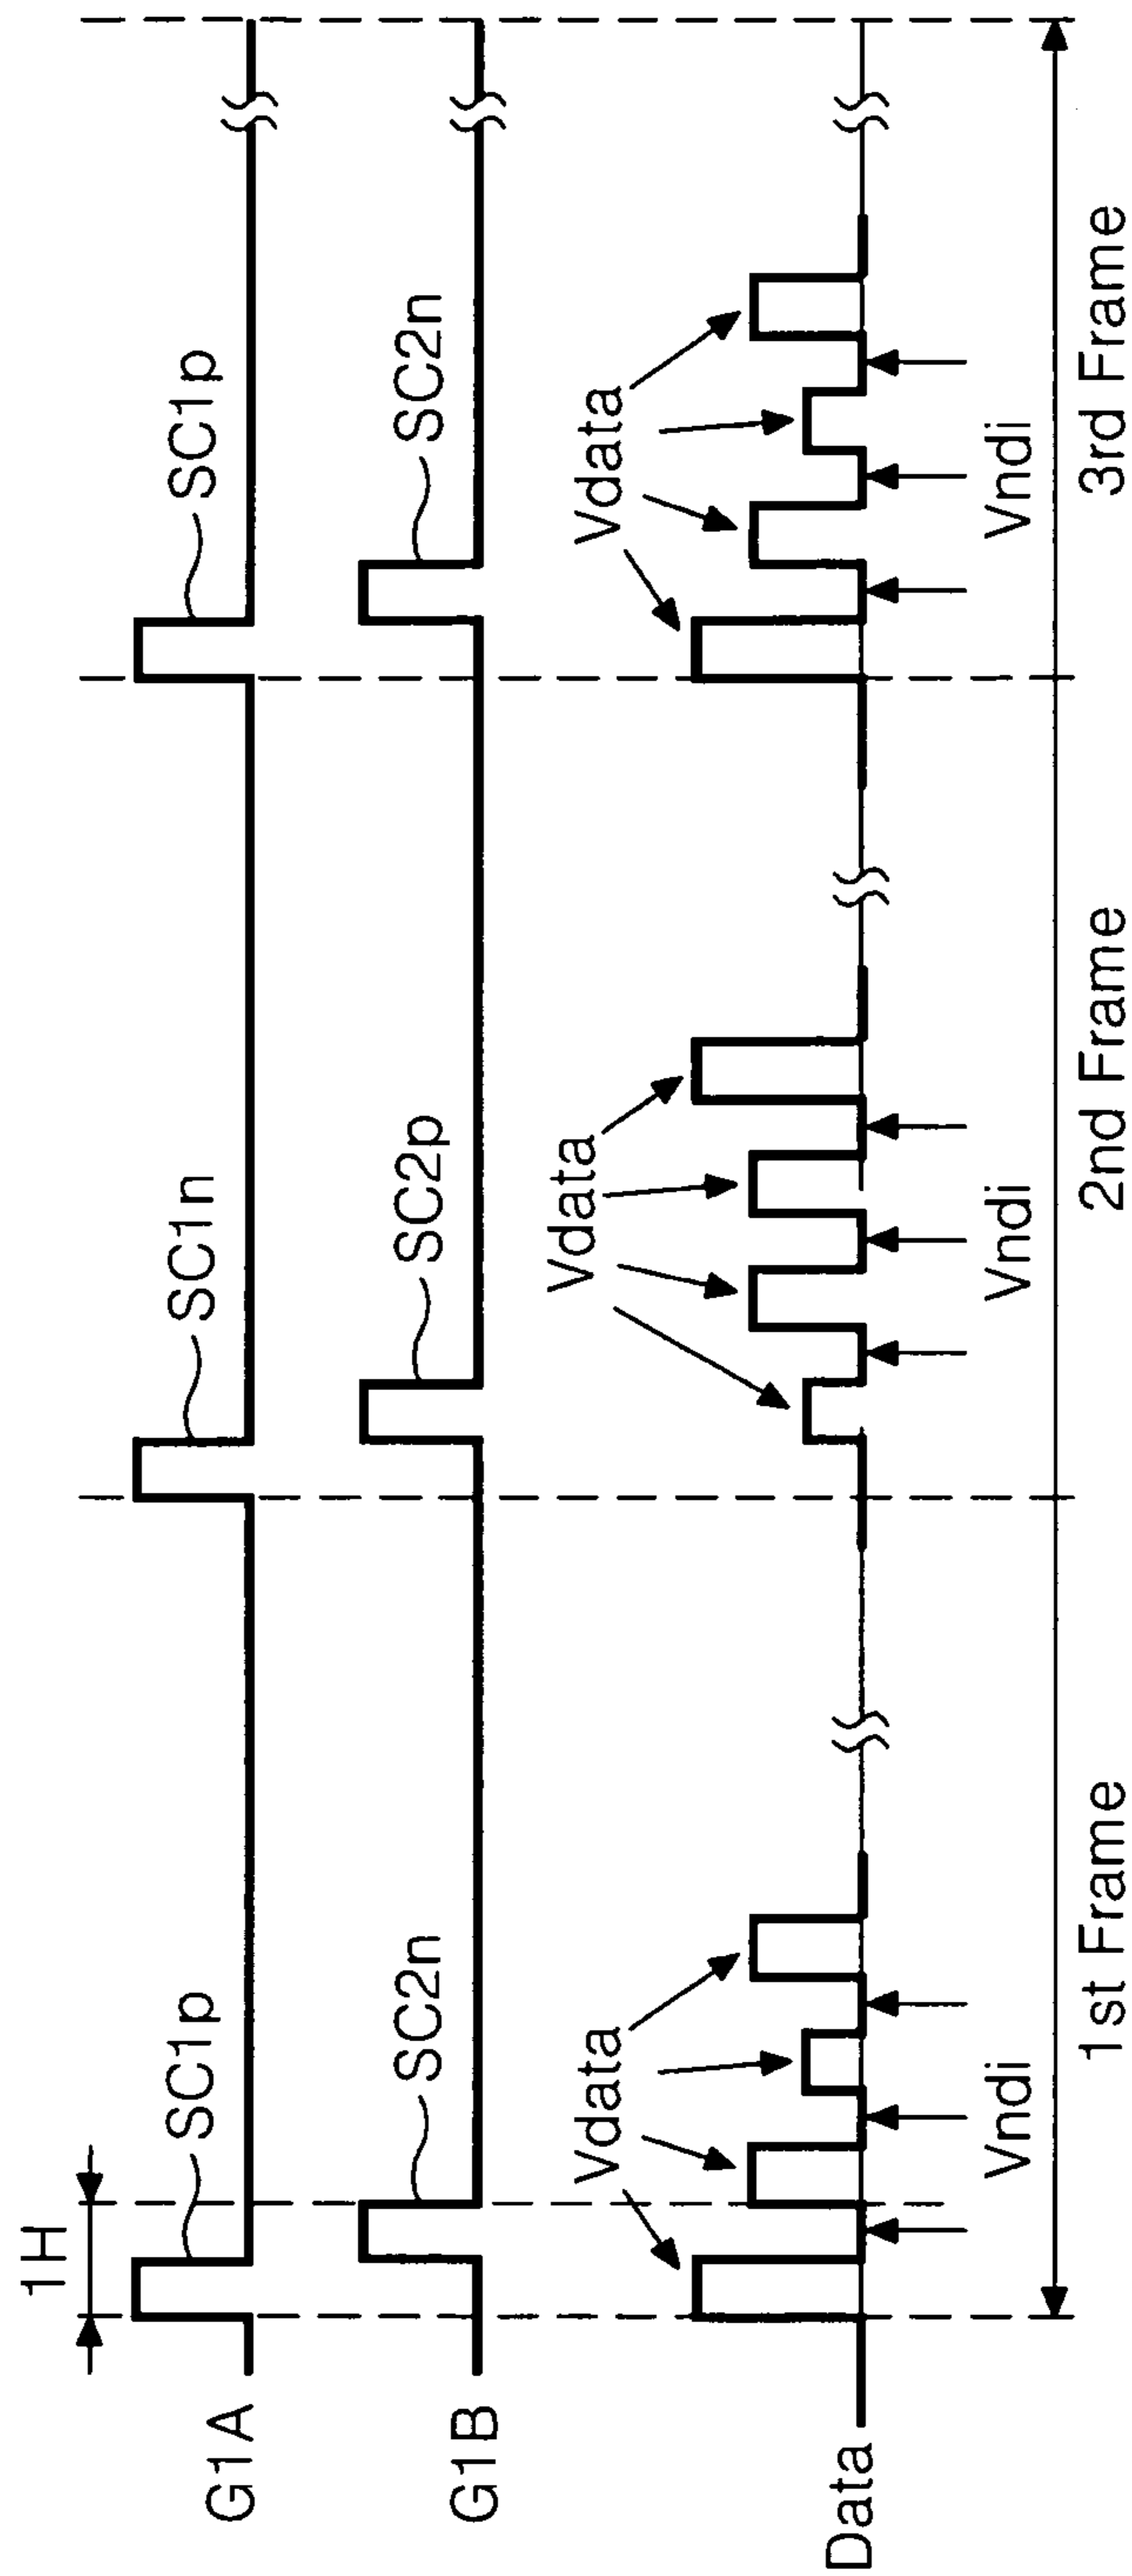 1H
G1A
SC1p
SC1n
SC1p
G1B
SC2n
SC2p
SC2n
Data
Vdata
Vdata
Vdata
Vndi
Vndi
Vndi
1st Frame
2nd Frame
3rd Frame